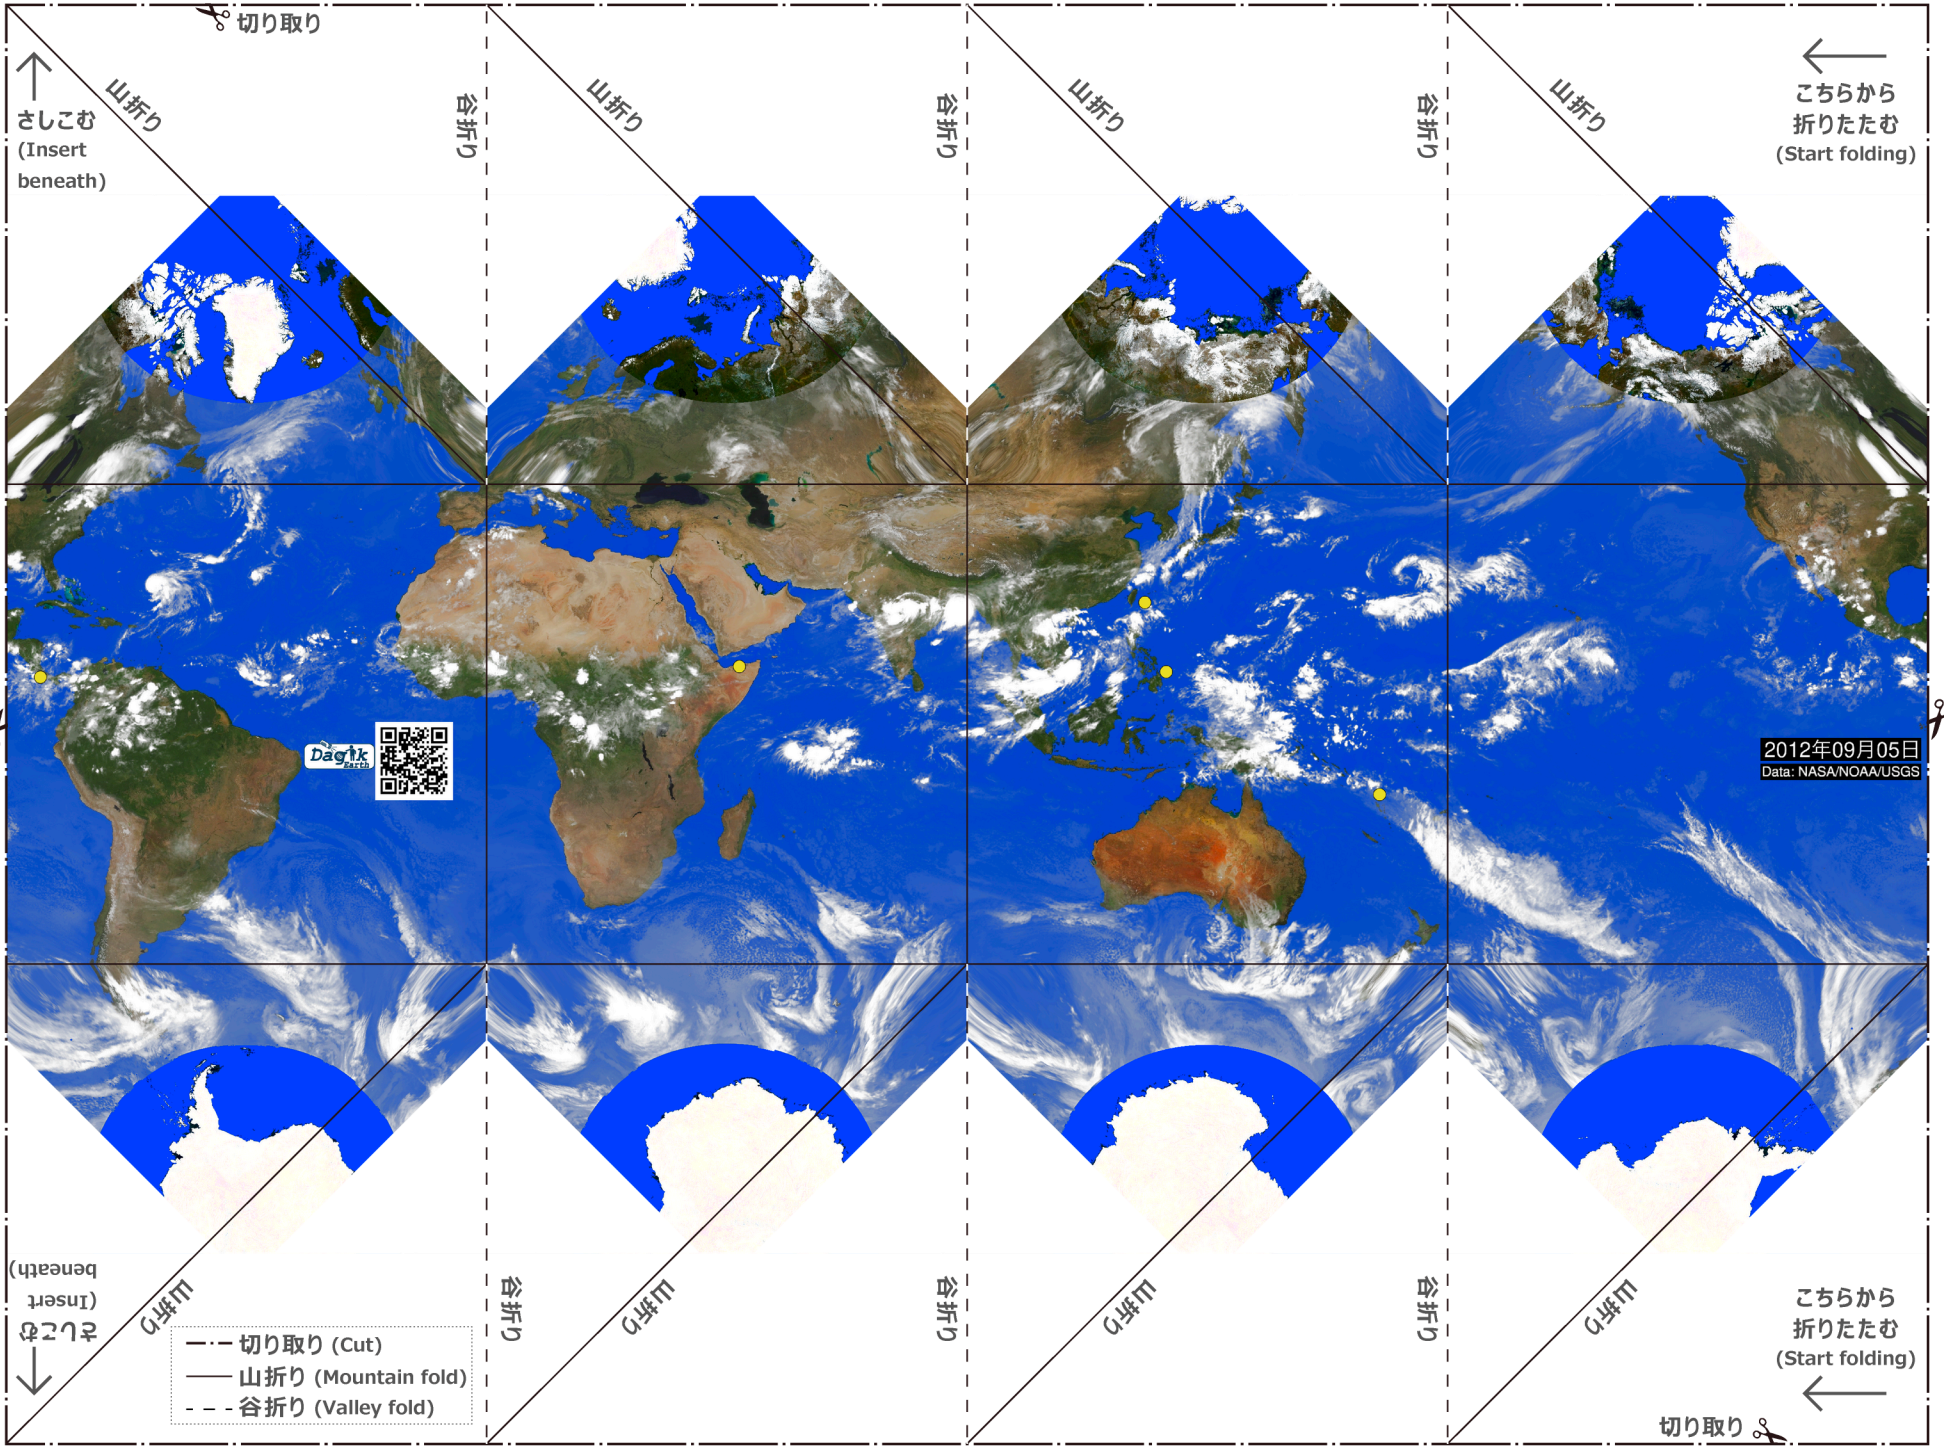 切り取り
山折り
谷折り
山折り
谷折り
山折り
谷折り
山折り
さしこむ
(Insert
beneath)
こちらから
折りたたむ
(Start folding)
Dagik
Earth
2012年09月05日
Data: NASA/NOAA/USGS
さしこむ
(Insert
beneath)
山折り
谷折り
山折り
谷折り
山折り
谷折り
山折り
こちらから
折りたたむ
(Start folding)
切り取り (Cut)
山折り (Mountain fold)
谷折り (Valley fold)
切り取り